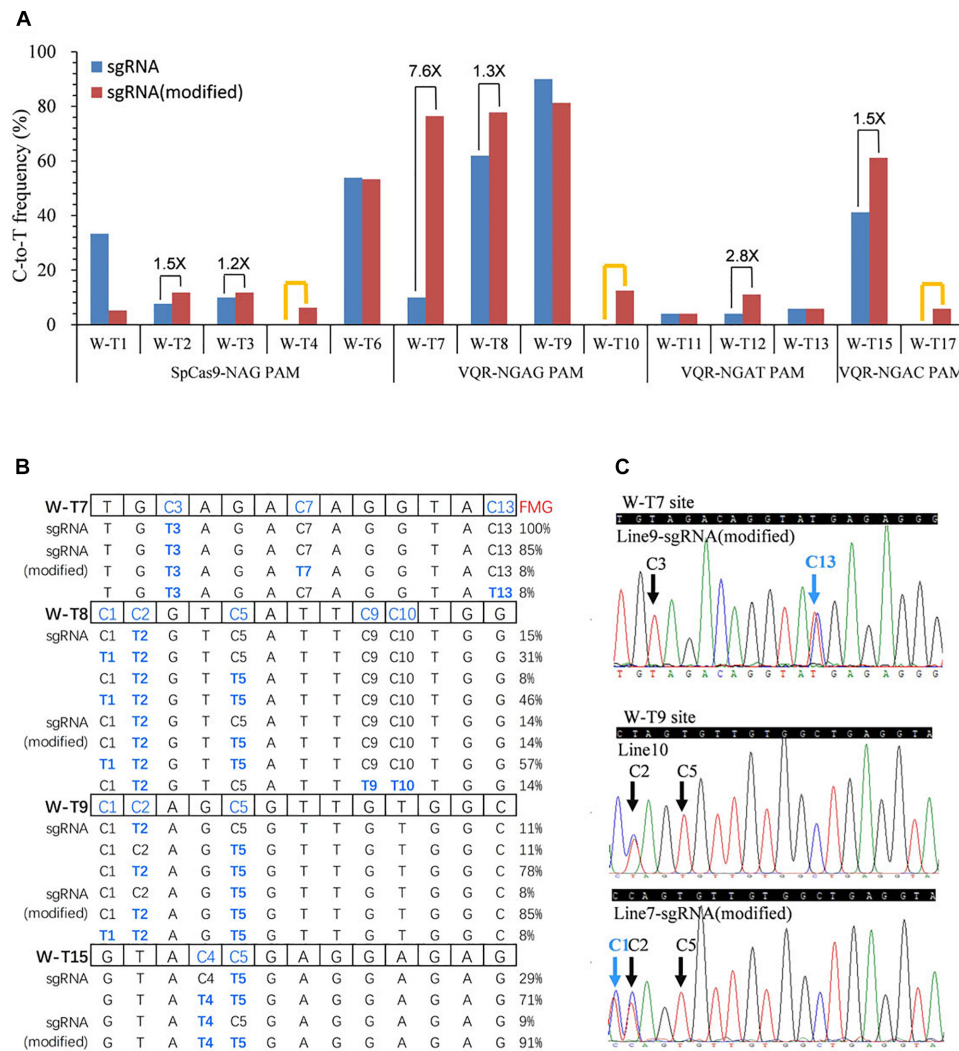 A
C-to-T frequency (%)
100
80
60
40
20
0
sgRNA
sgRNA(modified)
1.5X
1.2X
7.6X
1.3X
2.8X
1.5X
W-T1 W-T2 W-T3 W-T4 W-T6 W-T7 W-T8 W-T9 W-T10 W-T11 W-T12 W-T13 W-T15 W-T17
SpCas9-NAG PAM VQR-NGAG PAM VQR-NGAT PAM VQR-NGAC PAM
B
W-T7 T G C3 A G A C7 A G G T A C13 FMG
sgRNA T G T3 A G A C7 A G G T A C13 100%
sgRNA T G T3 A G A C7 A G G T A C13 85%
(modified) T G T3 A G A T7 A G G T A C13 8%
T G T3 A G A C7 A G G T A T13 8%
W-T8 C1 C2 G T C5 A T T C9 C10 T G G
sgRNA C1 T2 G T C5 A T T C9 C10 T G G 15%
T1 T2 G T C5 A T T C9 C10 T G G 31%
C1 T2 G T T5 A T T C9 C10 T G G 8%
T1 T2 G T T5 A T T C9 C10 T G G 46%
sgRNA C1 T2 G T C5 A T T C9 C10 T G G 14%
(modified) C1 T2 G T T5 A T T C9 C10 T G G 14%
T1 T2 G T T5 A T T C9 C10 T G G 57%
C1 T2 G T C5 A T T T9 T10 T G G 14%
W-T9 C1 C2 A G C5 G T T G T G G C
sgRNA C1 T2 A G C5 G T T G T G G C 11%
C1 C2 A G T5 G T T G T G G C 11%
C1 T2 A G T5 G T T G T G G C 78%
sgRNA C1 C2 A G T5 G T T G T G G C 8%
(modified) C1 T2 A G T5 G T T G T G G C 85%
T1 T2 A G T5 G T T G T G G C 8%
W-T15 G T A C4 C5 G A G G A G A G
sgRNA G T A C4 T5 G A G G A G A G 29%
G T A T4 T5 G A G G A G A G 71%
sgRNA G T A T4 C5 G A G G A G A G 9%
(modified) G T A T4 T5 G A G G A G A G 91%
C
W-T7 site
T G T A G A C A G G T A T G A G A G G G
Line9-sgRNA(modified)
C3 C13
T G T A G A C A G G T A T G A G A G G G
W-T9 site
C T A G T G T T G T G G C T G A G G T A
Line10
C2 C5
C T A G T G T T G T G G C T G A G G T A
C C A G T G T T G T G G C T G A G G T A
Line7-sgRNA(modified)
C1 C2 C5
C C A G T G T T G T G G C T G A G G T A